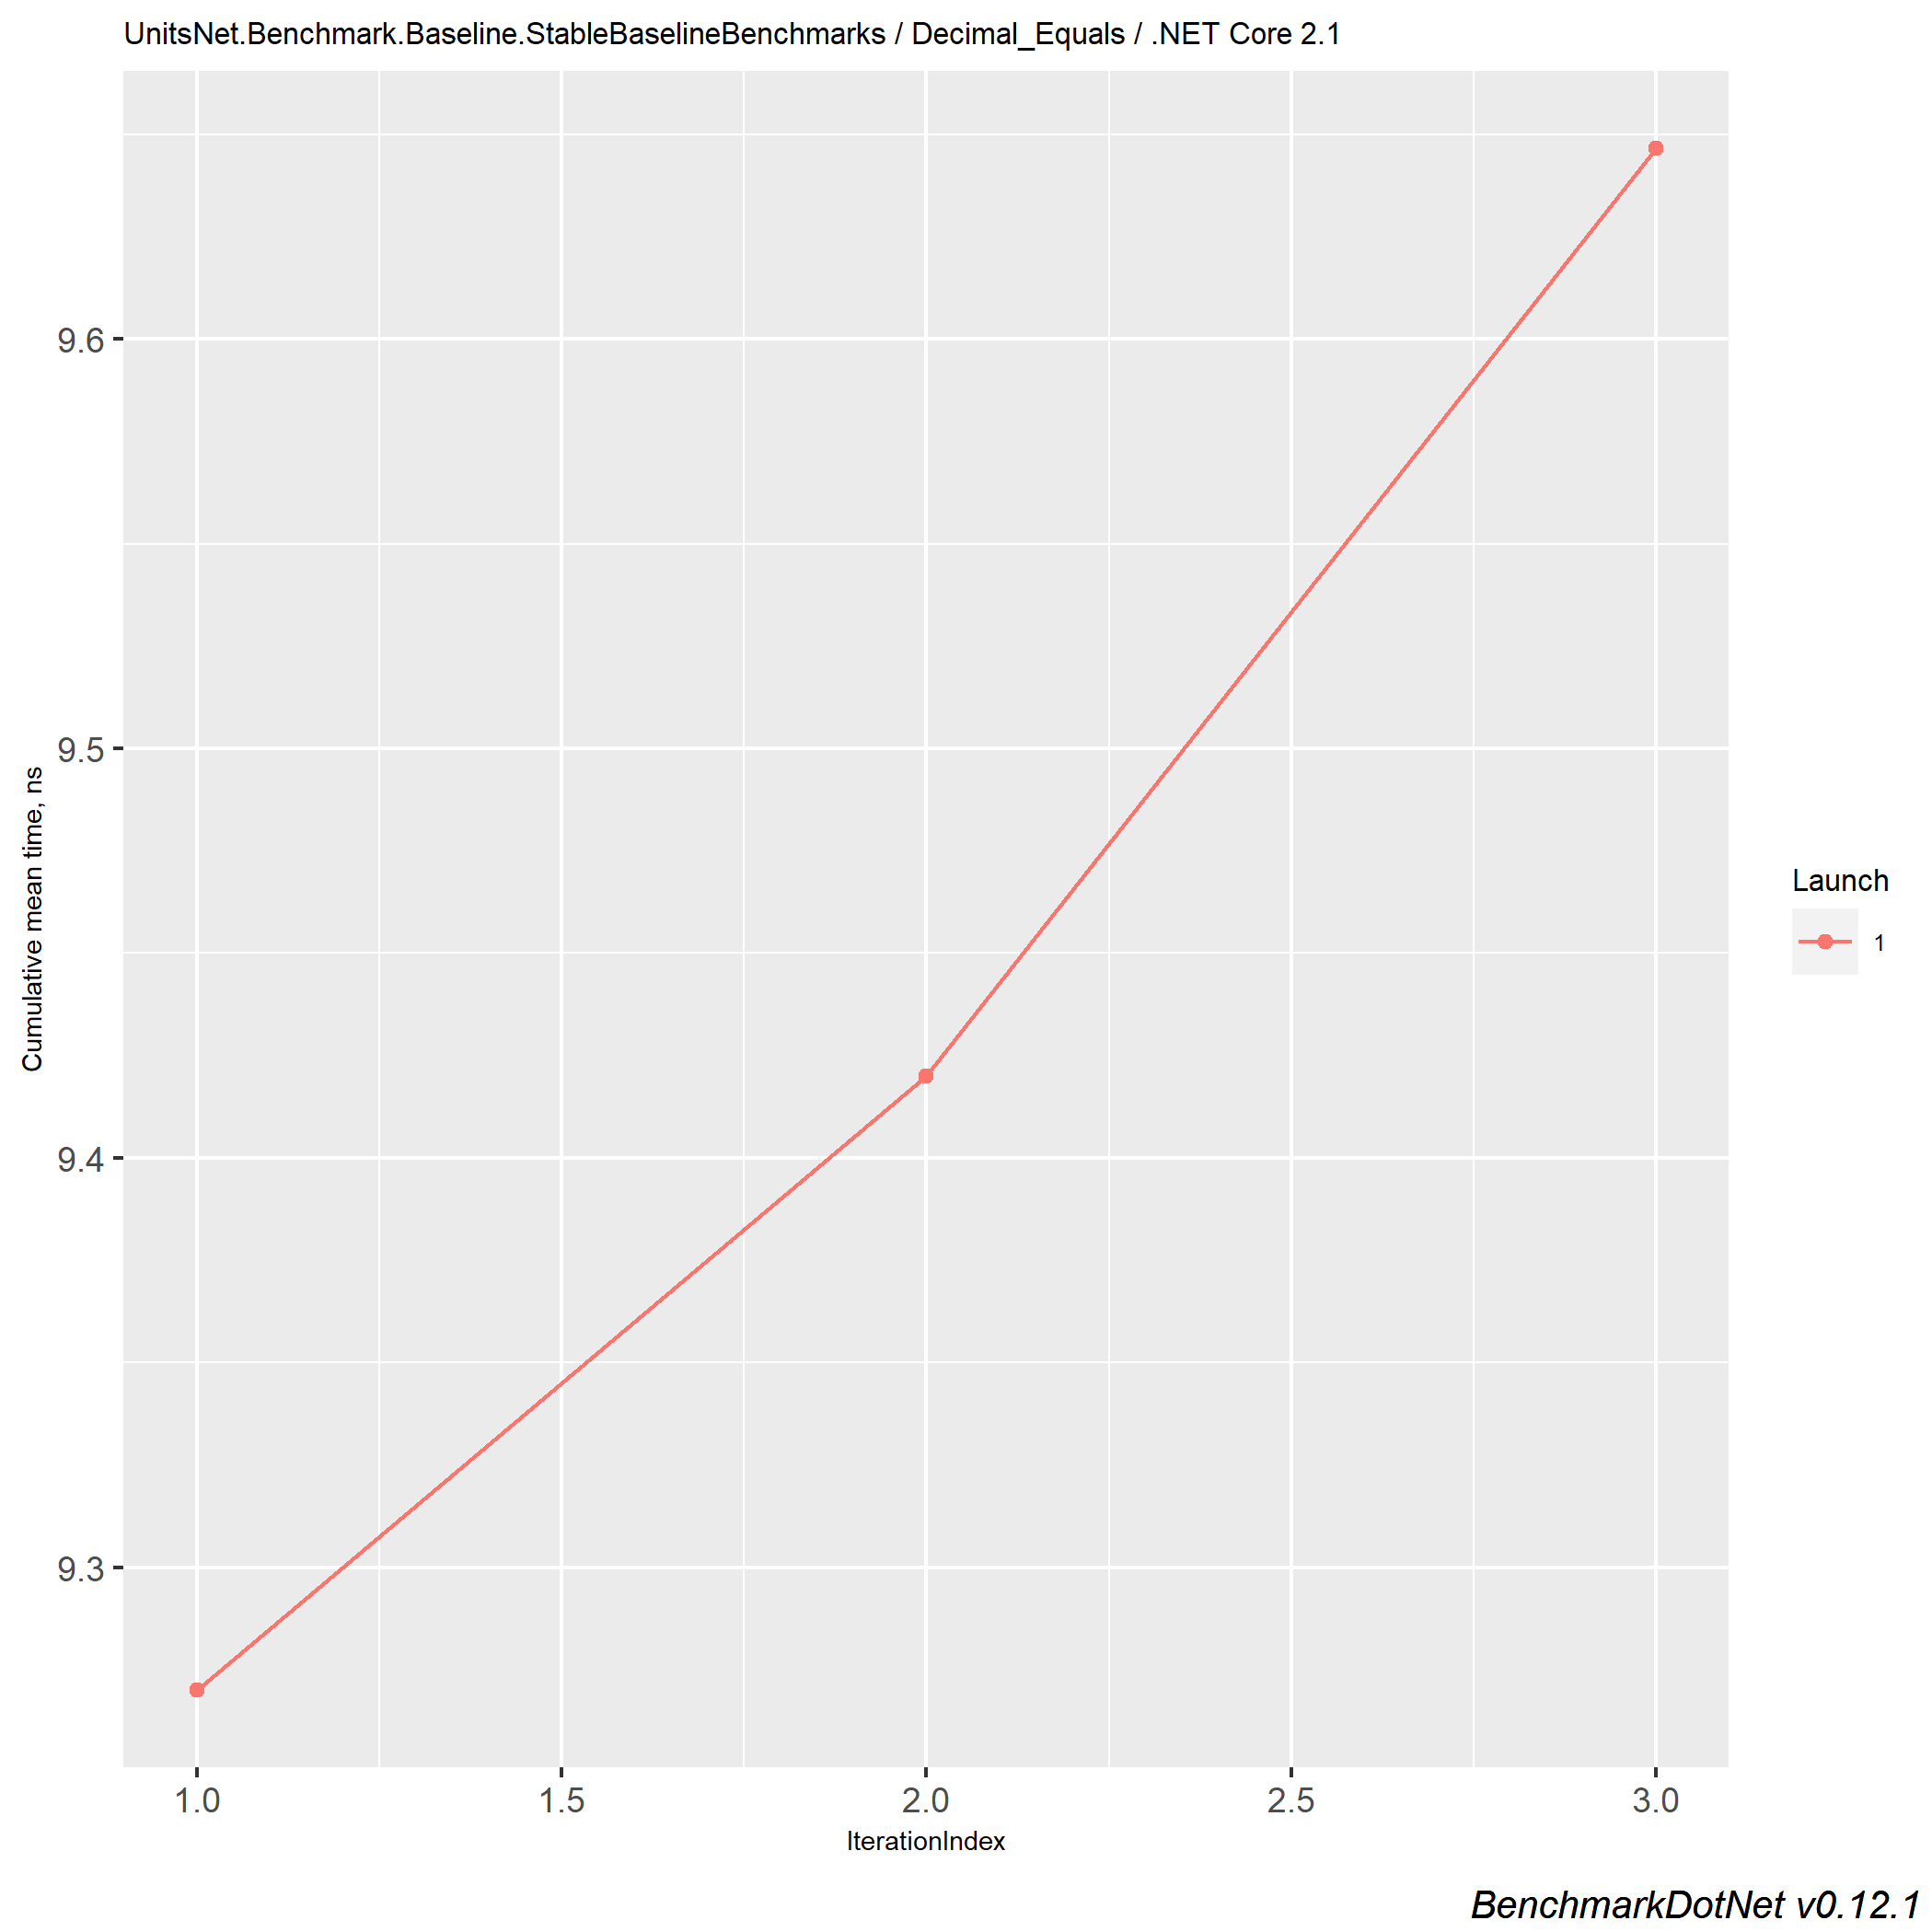 UnitsNet.Benchmark.Baseline.StableBaselineBenchmarks / Decimal_Equals / .NET Core 2.1
Cumulative mean time, ns
9.6
9.5
9.4
9.3
1.0 1.5 2.0 2.5 3.0
IterationIndex
Launch
1
BenchmarkDotNet v0.12.1